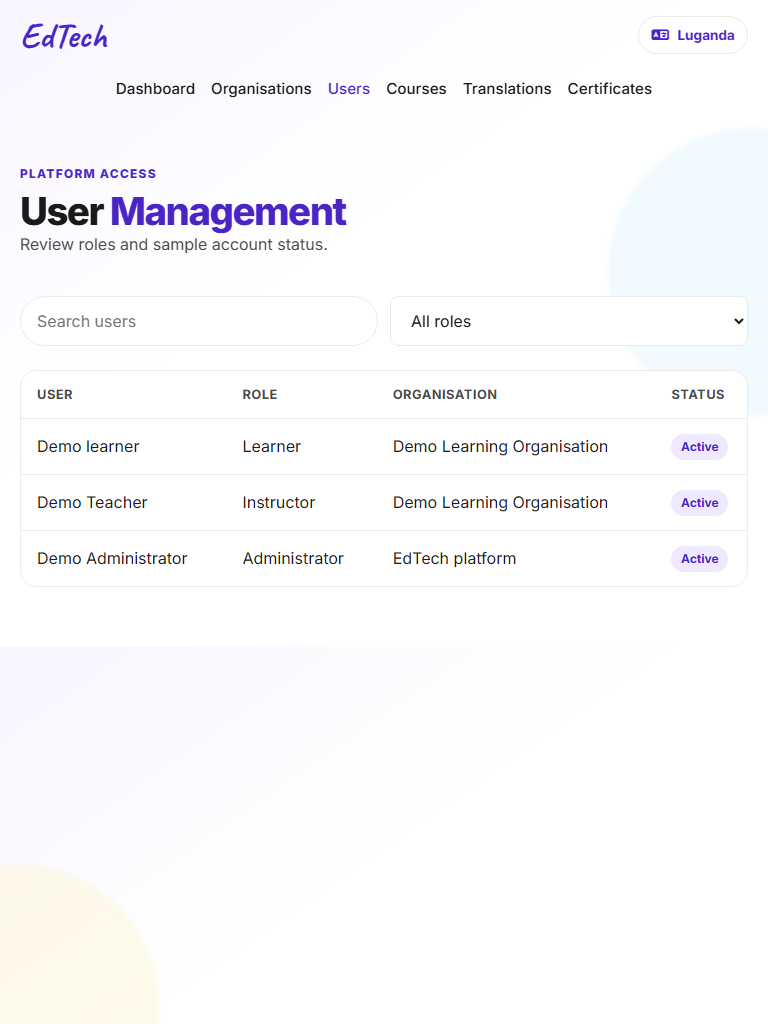 EdTech
Luganda
Dashboard Organisations Users Courses Translations Certificates
PLATFORM ACCESS
User Management
Review roles and sample account status.
Search users
All roles
USER ROLE ORGANISATION STATUS
Demo learner Learner Demo Learning Organisation Active
Demo Teacher Instructor Demo Learning Organisation Active
Demo Administrator Administrator EdTech platform Active